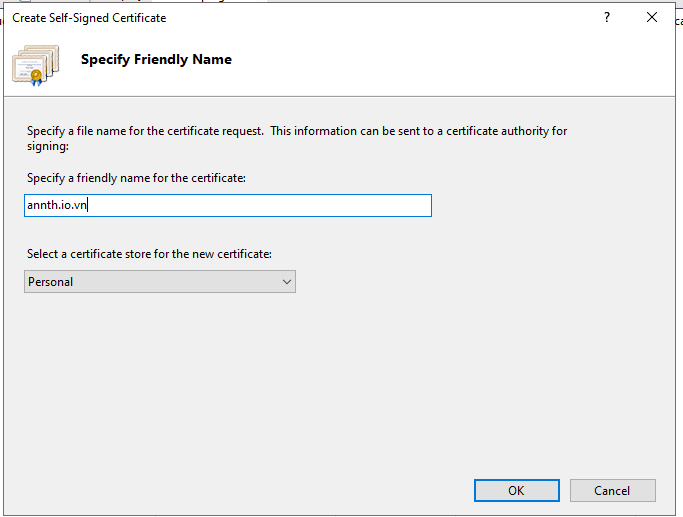 Create Self-Signed Certificate
?
Specify Friendly Name
Specify a file name for the certificate request. This information can be sent to a certificate authority for
signing:
Specify a friendly name for the certificate:
annth.io.vn
Select a certificate store for the new certificate:
Personal
OK
Cancel